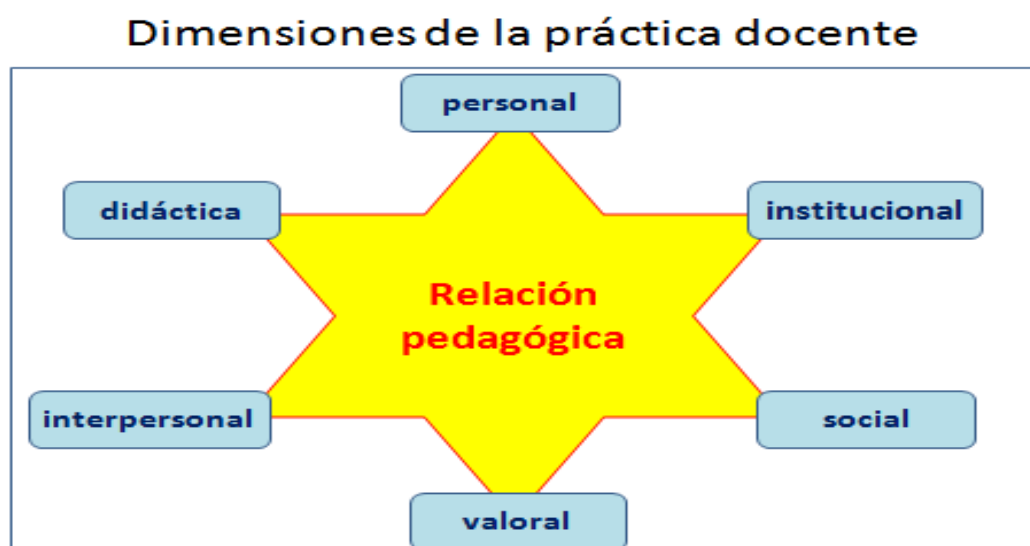 Dimensiones de la práctica docente
personal
didáctica
institucional
Relación
pedagógica
interpersonal
social
valoral